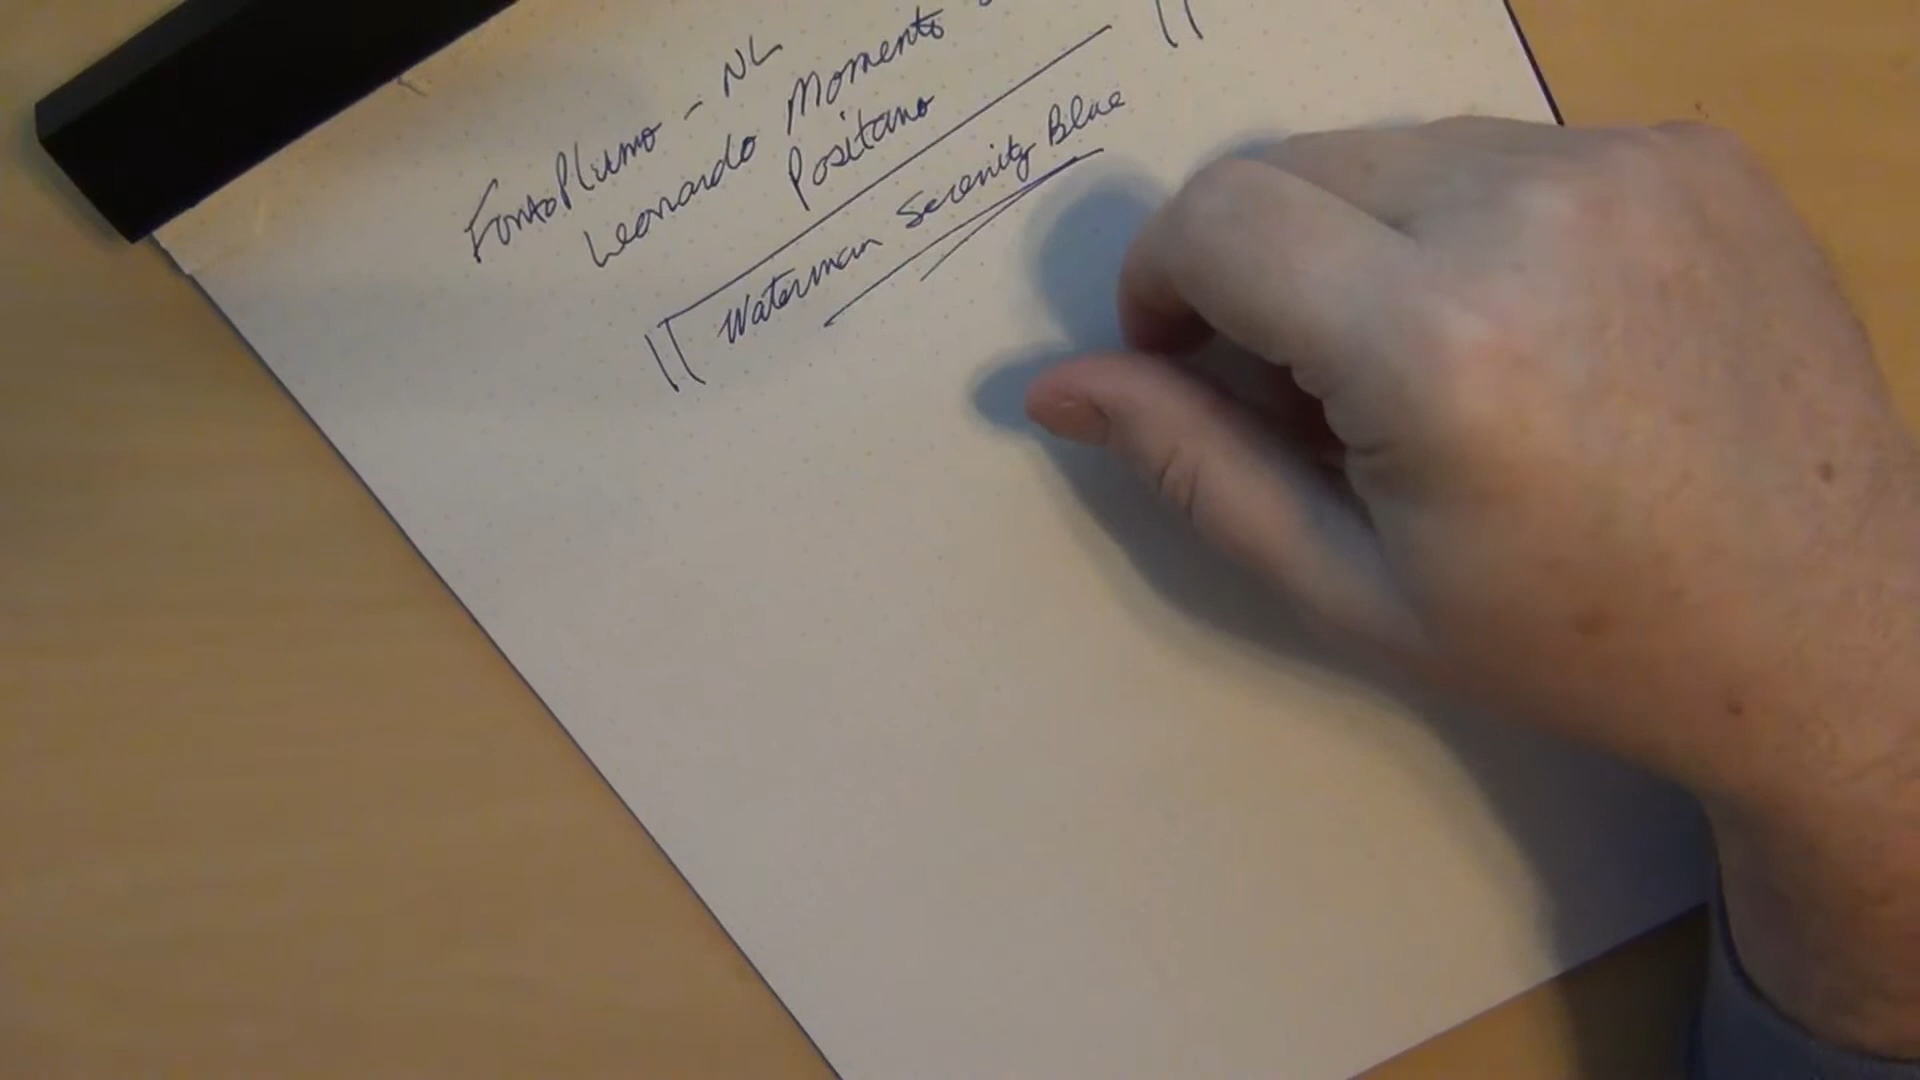 FontoPlumo - NL
Leonardo Momento
Positano
Waterman Serenity Blue